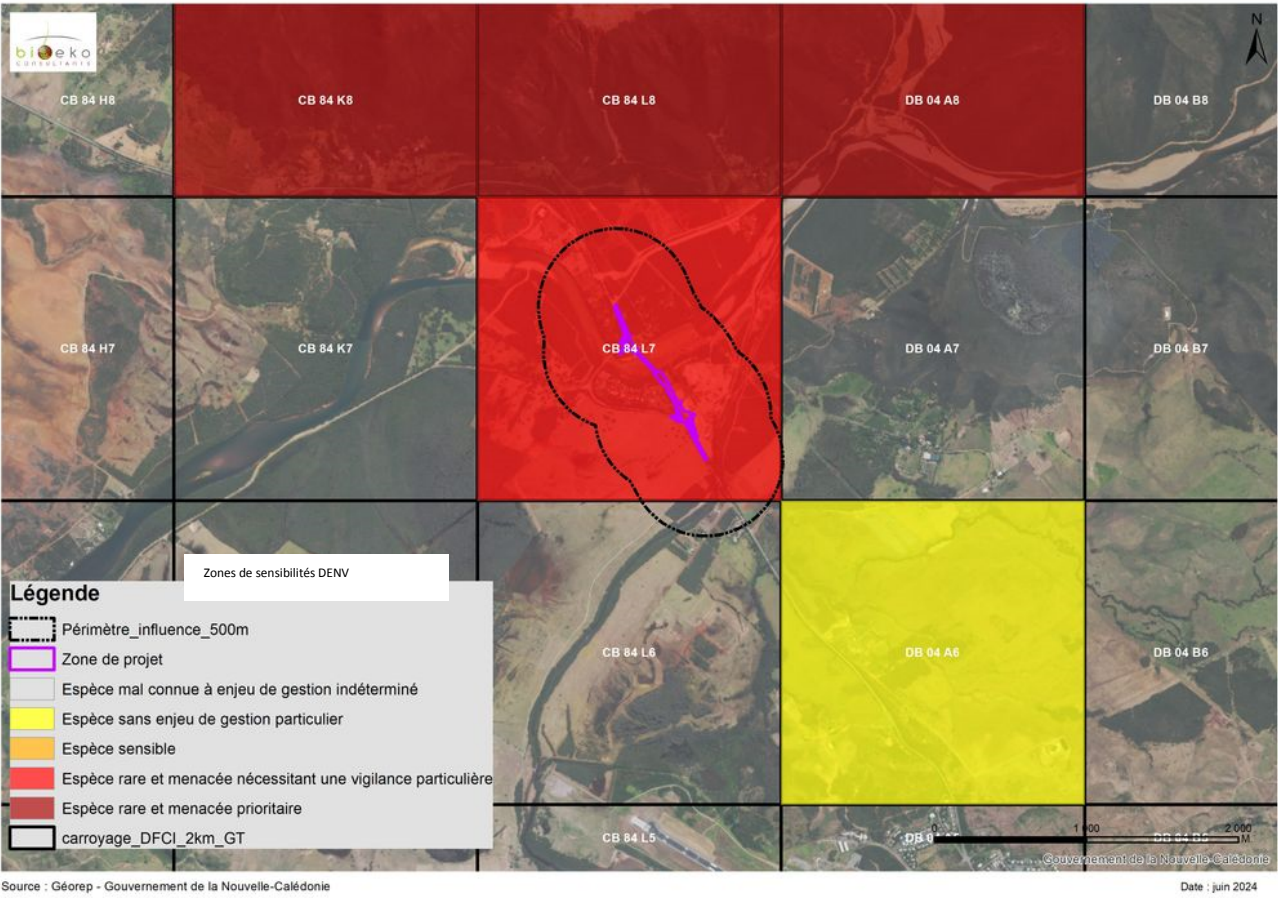 bioeko
CONSULTANTS
N
CB 84 H8
CB 84 K8
CB 84 L8
DB 04 A8
DB 04 B8
CB 84 H7
CB 84 K7
CB 84 L7
DB 04 A7
DB 04 B7
Zones de sensibilités DENV
Légende
Périmètre_influence_500m
Zone de projet
Espèce mal connue à enjeu de gestion indéterminé
Espèce sans enjeu de gestion particulier
Espèce sensible
Espèce rare et menacée nécessitant une vigilance particulière
Espèce rare et menacée prioritaire
carroyage_DFCI_2km_GT
CB 84 L6
DB 04 A6
DB 04 B6
CB 84 L5
0
1 000
2 000
M
Gouvernement de la Nouvelle-Calédonie
Source : Géorep - Gouvernement de la Nouvelle-Calédonie
Date : juin 2024